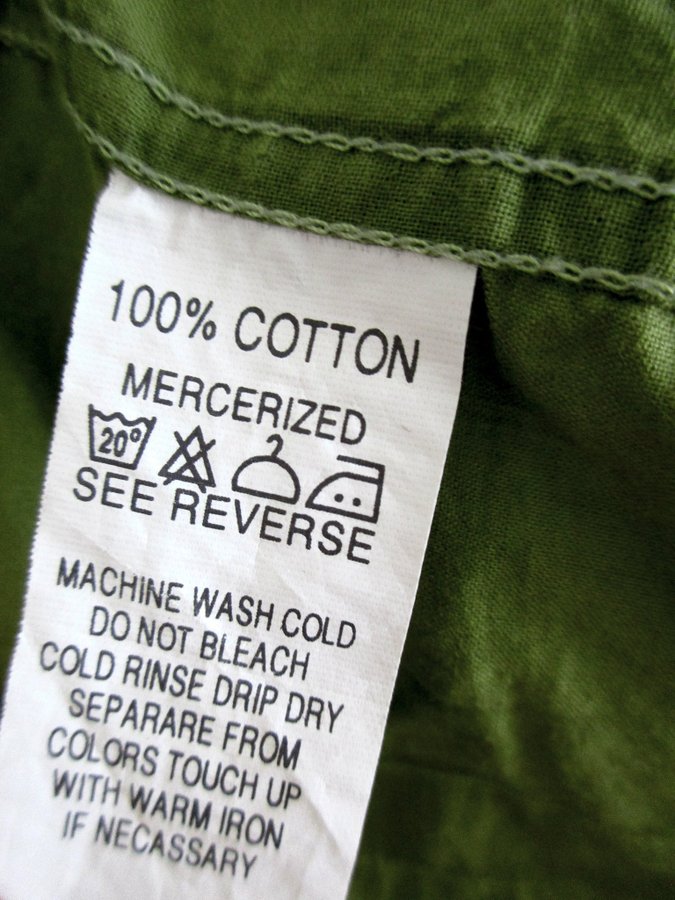 100% COTTON
MERCERIZED
20°
SEE REVERSE
MACHINE WASH COLD
DO NOT BLEACH
COLD RINSE DRIP DRY
SEPARARE FROM
COLORS TOUCH UP
WITH WARM IRON
IF NECASSARY